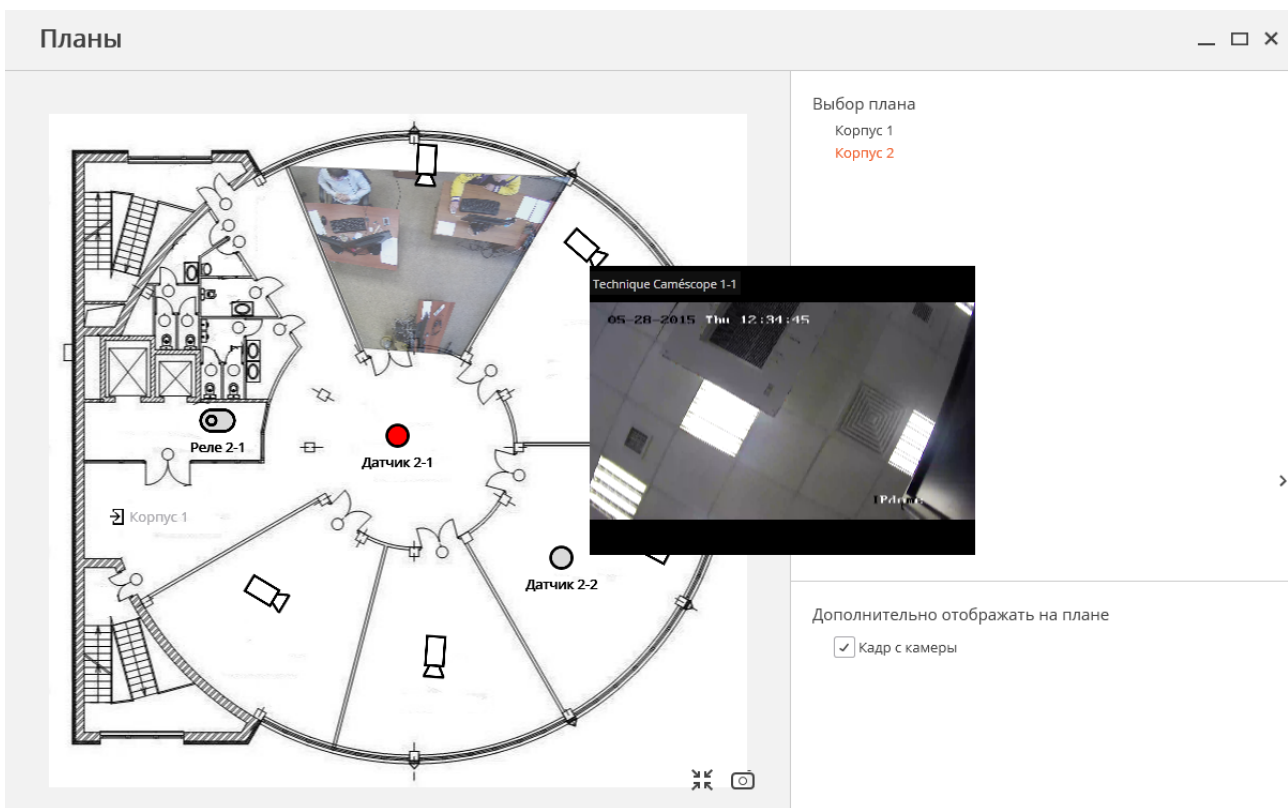 Планы
Выбор плана
Корпус 1
Корпус 2
Technique Caméscope 1-1
05-28-2015 Thu 12:34:45
Реле 2-1
Датчик 2-1
Корпус 1
Датчик 2-2
Дополнительно отображать на плане
Кадр с камеры